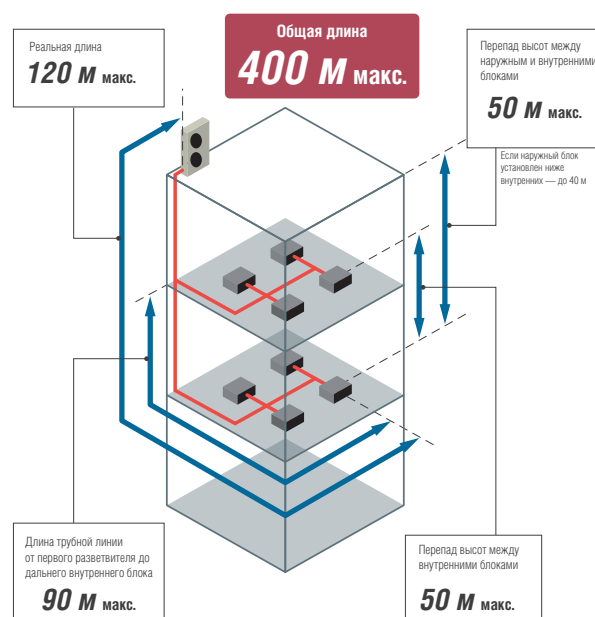 Общая длина
400 м макс.
Реальная длина
120 м макс.
Перепад высот между
наружным и внутренними
блоками
50 м макс.
Если наружный блок
установлен ниже
внутренних — до 40 м
Длина трубной линии
от первого разветвителя до
дальнего внутреннего блока
90 м макс.
Перепад высот между
внутренними блоками
50 м макс.